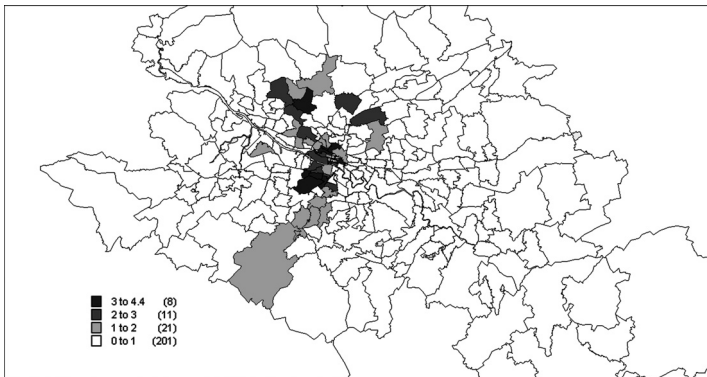 3 to 4.4 (8)
2 to 3 (11)
1 to 2 (21)
0 to 1 (201)